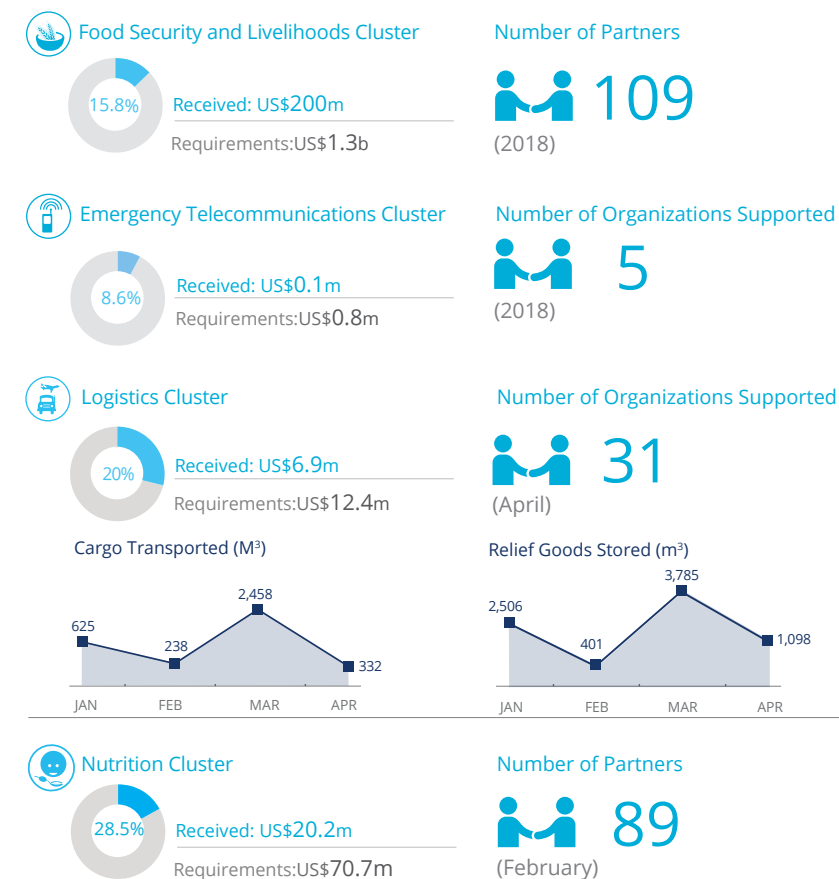 Food Security and Livelihoods Cluster
Number of Partners
15.8%
Received: US$200m
Requirements:US$1.3b
109
(2018)
Emergency Telecommunications Cluster
Number of Organizations Supported
8.6%
Received: US$0.1m
Requirements:US$0.8m
5
(2018)
Logistics Cluster
Number of Organizations Supported
20%
Received: US$6.9m
Requirements:US$12.4m
31
(April)
Cargo Transported (M³)
625
238
2,458
332
JAN FEB MAR APR
Relief Goods Stored (m³)
2,506
401
3,785
1,098
JAN FEB MAR APR
Nutrition Cluster
Number of Partners
28.5%
Received: US$20.2m
Requirements:US$70.7m
89
(February)